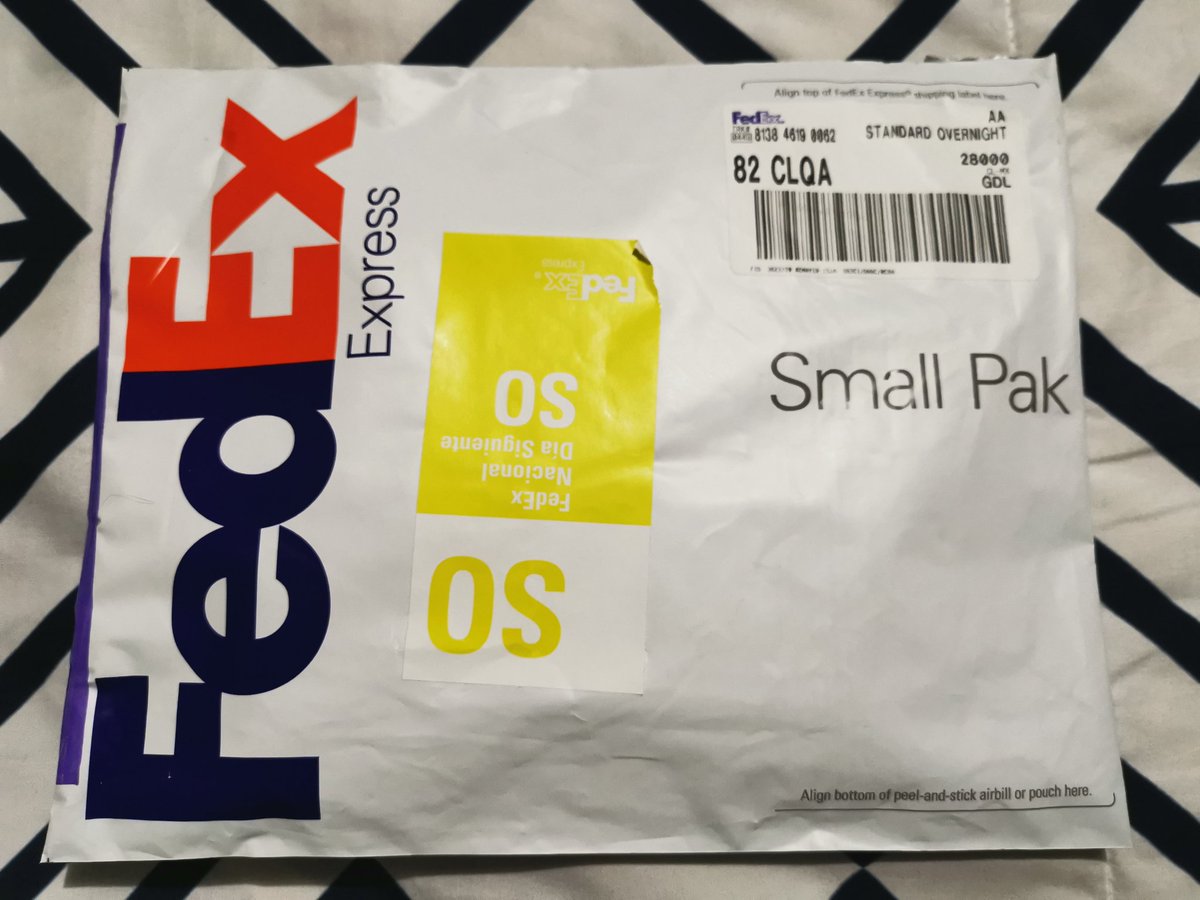 FedEx
Express
Align top of FedEx Express® shipping label here.
FedEx
AA
TRK#
8138 4619 0062
STANDARD OVERNIGHT
82 CLQA
28000
GDL
Small Pak
FedEx®
Express
SO
FedEx
Nacional
Día Siguiente
SO
Align bottom of peel-and-stick airbill or pouch here.